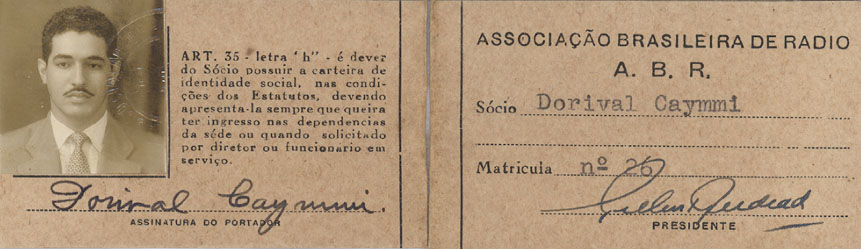 ART. 35 - letra "h" - é dever
do Sócio possuir a carteira de
identidade social, nas condi-
ções dos Estatutos, devendo
apresenta-la sempre que queira
ter ingresso nas dependencias
da séde ou quando solicitado
por diretor ou funcionario em
serviço.
Dorival Caymmi.
ASSINATURA DO PORTADOR
ASSOCIAÇÃO BRASILEIRA DE RADIO
A. B. R.
Sócio Dorival Caymmi
Matricula nº 26
PRESIDENTE